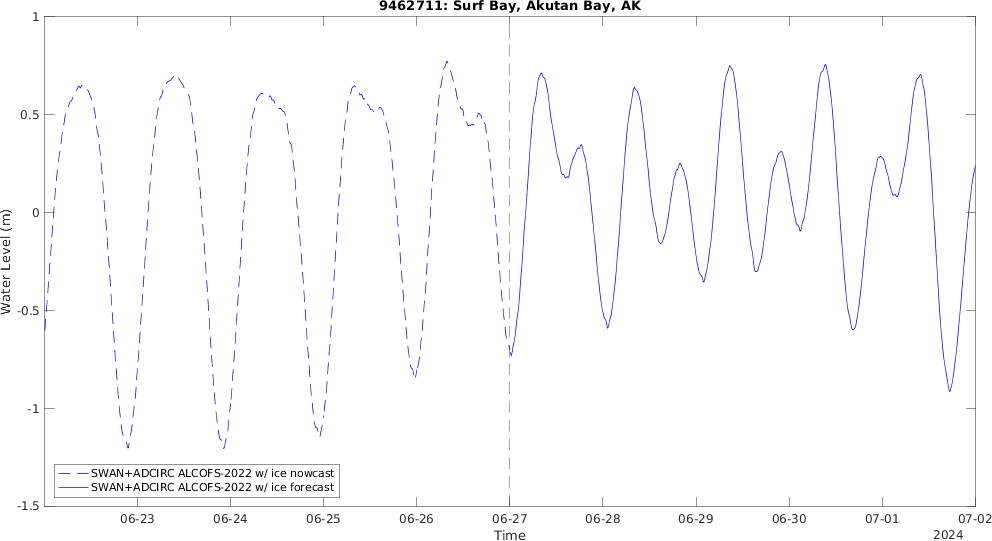 9462711: Surf Bay, Akutan Bay, AK
Water Level (m)
1
0.5
0
-0.5
-1
-1.5
SWAN+ADCIRC ALCOFS-2022 w/ ice nowcast
SWAN+ADCIRC ALCOFS-2022 w/ ice forecast
06-23 06-24 06-25 06-26 06-27 06-28 06-29 06-30 07-01 07-02
Time
2024